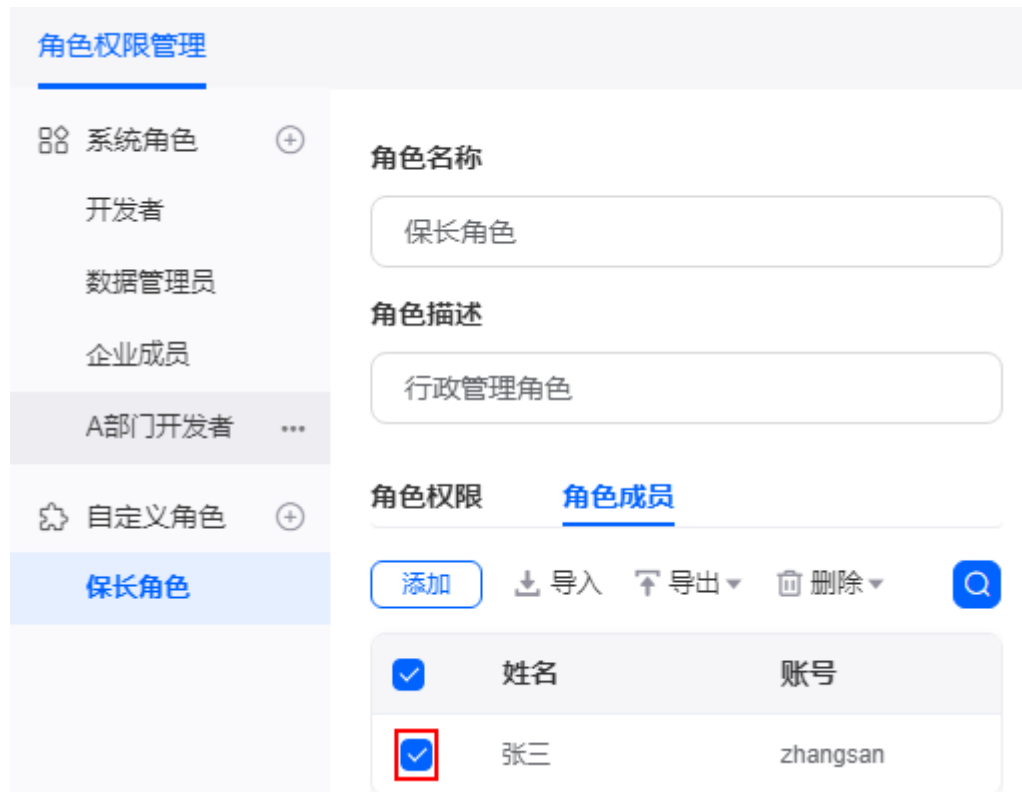 角色权限管理
系统角色
开发者
数据管理员
企业成员
A部门开发者
自定义角色
保长角色
角色名称
保长角色
角色描述
行政管理角色
角色权限 角色成员
添加 导入 导出 删除
姓名 账号
张三 zhangsan